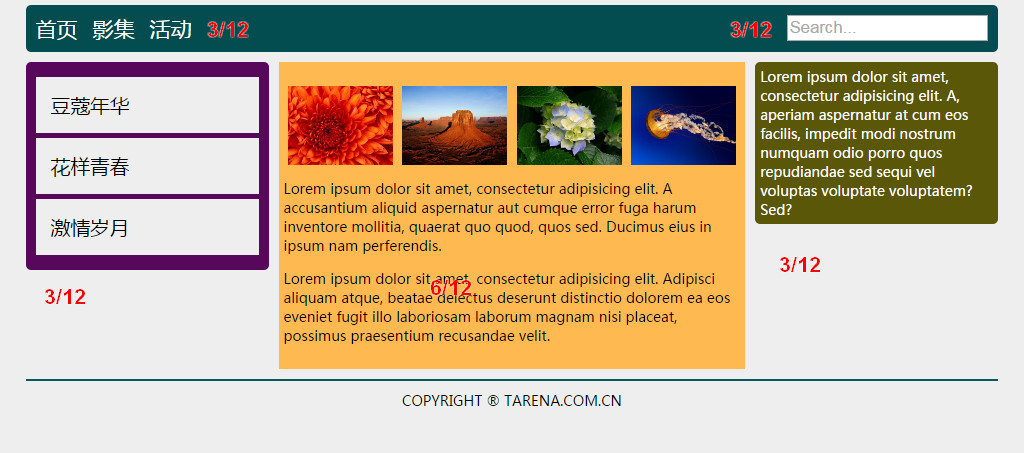 首页 影集 活动 3/12 3/12 Search...
豆蔻年华
花样青春
激情岁月
3/12
Lorem ipsum dolor sit amet, consectetur adipisicing elit. A
accusantium aliquid aspernatur aut cumque error fuga harum
inventore mollitia, quaerat quo quod, quos sed. Ducimus eius in
ipsum nam perferendis.
Lorem ipsum dolor sit amet, consectetur adipisicing elit. Adipisci
6/12
aliquam atque, beatae delectus deserunt distinctio dolorem ea eos
eveniet fugit illo laboriosam laborum magnam nisi placeat,
possimus praesentium recusandae velit.
Lorem ipsum dolor sit amet,
consectetur adipisicing elit. A,
aperiam aspernatur at cum eos
facilis, impedit modi nostrum
numquam odio porro quos
repudiandae sed sequi vel
voluptas voluptate voluptatem?
Sed?
3/12
COPYRIGHT ® TARENA.COM.CN